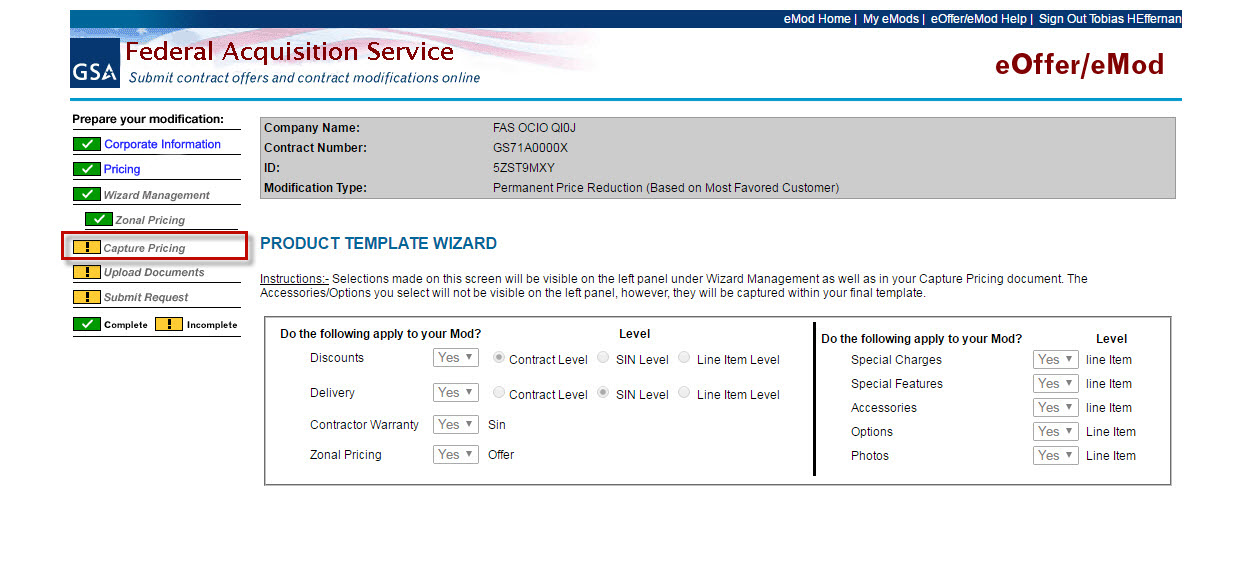 eMod Home | My eMods | eOffer/eMod Help | Sign Out Tobias HEffernan
GSA
Federal Acquisition Service
Submit contract offers and contract modifications online
eOffer/eMod
Prepare your modification:
Corporate Information
Pricing
Wizard Management
Zonal Pricing
Capture Pricing
Upload Documents
Submit Request
Complete Incomplete
Company Name: FAS OCIO QI0J
Contract Number: GS71A0000X
ID: 5ZST9MXY
Modification Type: Permanent Price Reduction (Based on Most Favored Customer)
PRODUCT TEMPLATE WIZARD
Instructions:- Selections made on this screen will be visible on the left panel under Wizard Management as well as in your Capture Pricing document. The
Accessories/Options you select will not be visible on the left panel, however, they will be captured within your final template.
Do the following apply to your Mod? Level
Discounts Yes Contract Level SIN Level Line Item Level
Delivery Yes Contract Level SIN Level Line Item Level
Contractor Warranty Yes Sin
Zonal Pricing Yes Offer
Do the following apply to your Mod? Level
Special Charges Yes line Item
Special Features Yes line Item
Accessories Yes line Item
Options Yes Line Item
Photos Yes Line Item